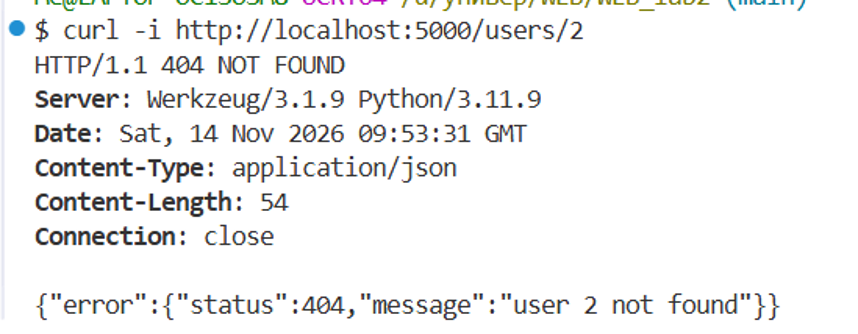 $ curl -i http://localhost:5000/users/2
HTTP/1.1 404 NOT FOUND
Server: Werkzeug/3.1.9 Python/3.11.9
Date: Sat, 14 Nov 2026 09:53:31 GMT
Content-Type: application/json
Content-Length: 54
Connection: close
{"error":{"status":404,"message":"user 2 not found"}}